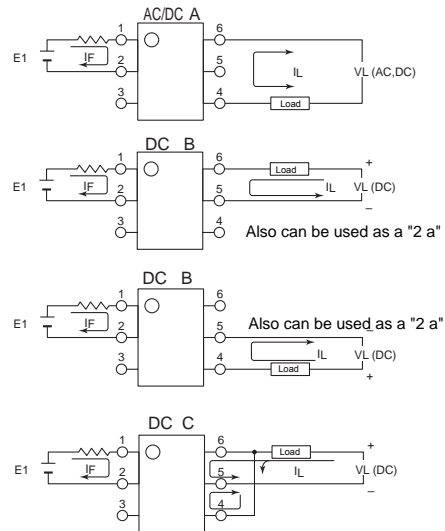 AC/DC A
1 6
E1 IF 2 5 IL VL (AC,DC)
3 4 Load
DC B
1 6 Load +
E1 IF 2 5 IL VL (DC)
–
3 4
Also can be used as a "2 a"
DC B
1 6
Also can be used as a "2 a"
E1 IF 2 5 –
IL VL (DC)
3 4 Load +
DC C
1 6 Load +
E1 IF 2 5 IL VL (DC)
–
3 4